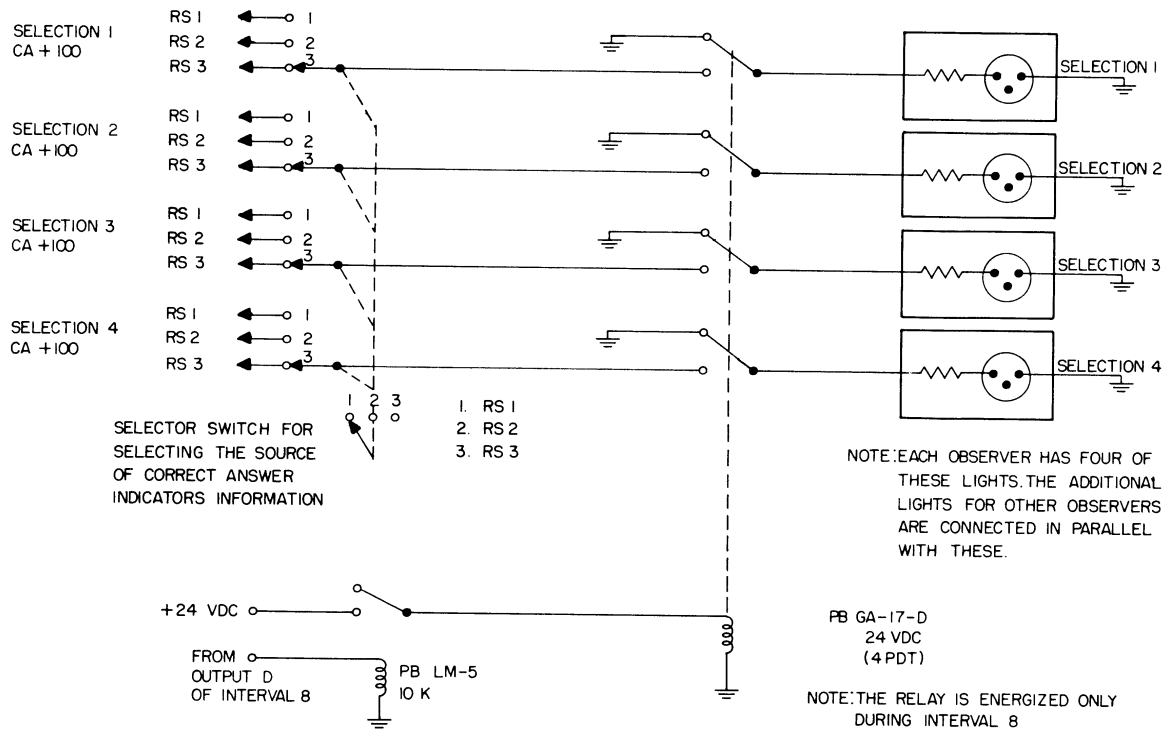 SELECTION 1
CA + 100
RS 1
RS 2
RS 3
1
2
3
SELECTION 1
SELECTION 2
CA +100
RS 1
RS 2
RS 3
1
2
3
SELECTION 2
SELECTION 3
CA +100
RS 1
RS 2
RS 3
1
2
3
SELECTION 3
SELECTION 4
CA +100
RS 1
RS 2
RS 3
1
2
3
SELECTION 4
1 2 3
1. RS 1
2. RS 2
3. RS 3
SELECTOR SWITCH FOR
SELECTING THE SOURCE
OF CORRECT ANSWER
INDICATORS INFORMATION
NOTE: EACH OBSERVER HAS FOUR OF
THESE LIGHTS. THE ADDITIONAL
LIGHTS FOR OTHER OBSERVERS
ARE CONNECTED IN PARALLEL
WITH THESE.
+24 VDC
FROM
OUTPUT D
OF INTERVAL 8
PB LM-5
10 K
PB GA-17-D
24 VDC
(4 PDT)
NOTE: THE RELAY IS ENERGIZED ONLY
DURING INTERVAL 8